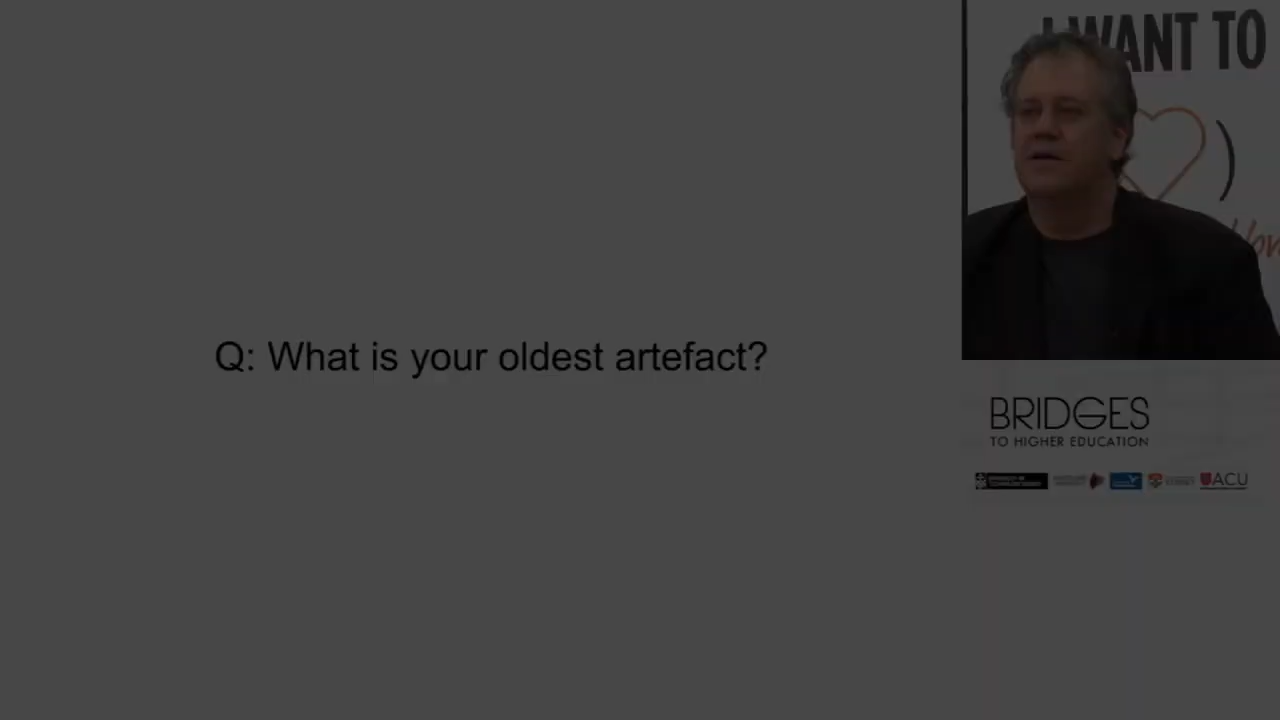 I WANT TO
)
Q: What is your oldest artefact?
BRIDGES
TO HIGHER EDUCATION
ACU